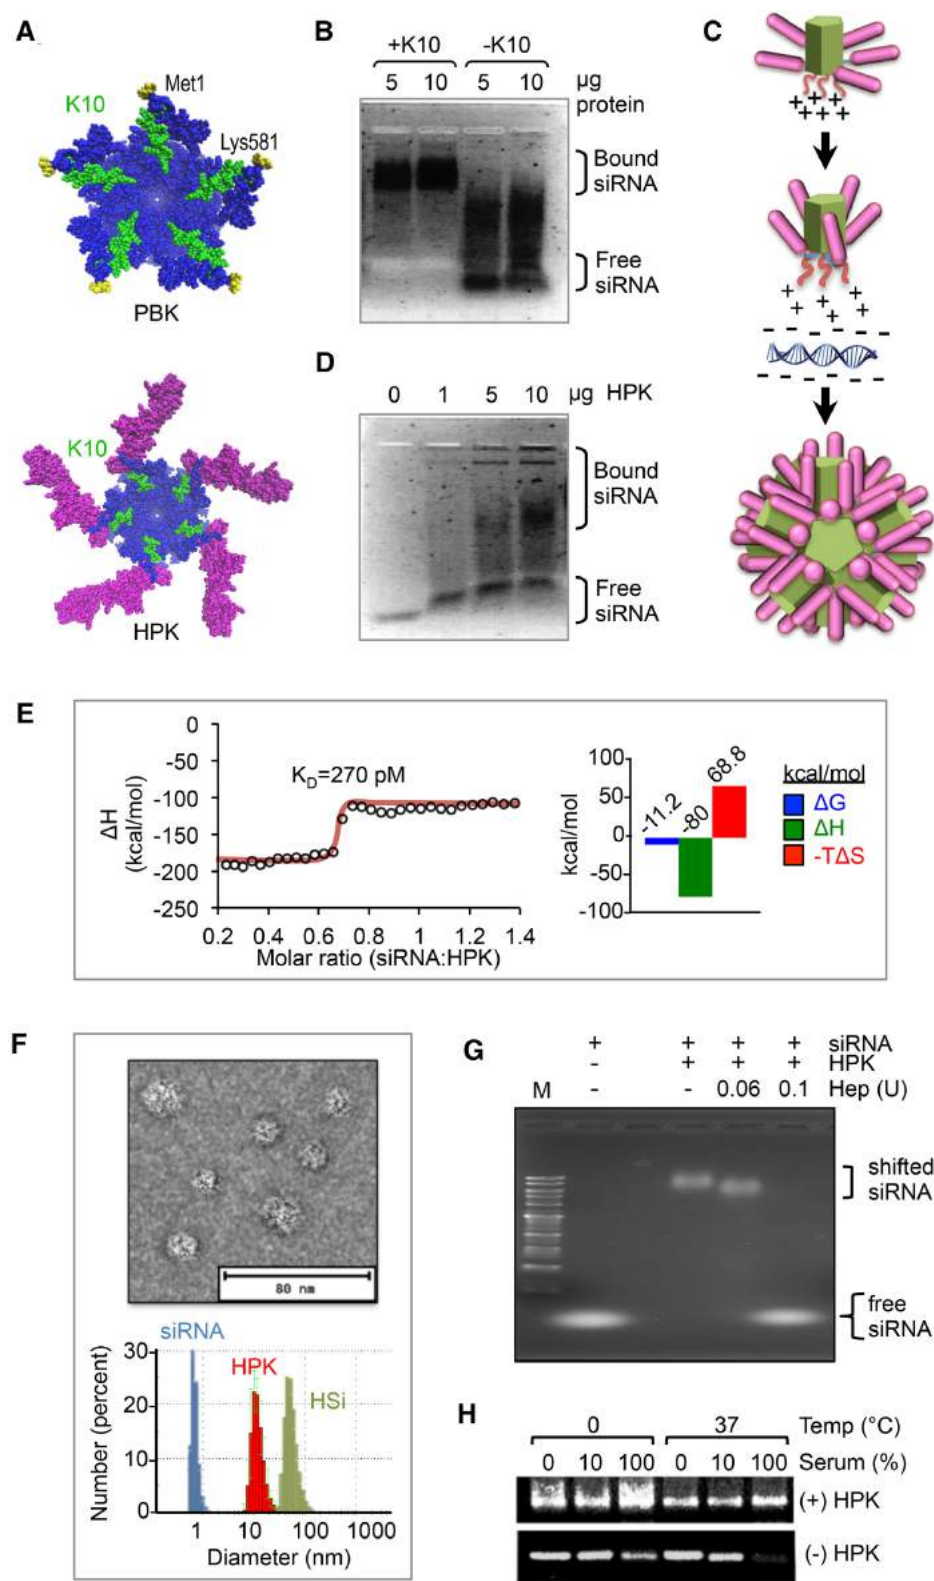 A
Met1
K10
Lys581
PBK
K10
HPK
B
+K10 -K10
5 10 5 10 µg
protein
Bound
siRNA
Free
siRNA
C
+ + + +
+ + + +
+ +
+ + +
+ +
- - - - - -
- - - - - -
D
0 1 5 10 µg HPK
Bound
siRNA
Free
siRNA
E
0
-50
-100
-150
-200
-250
ΔH
(kcal/mol)
K_D=270 pM
0.2 0.4 0.6 0.8 1 1.2 1.4
Molar ratio (siRNA:HPK)
100
50
0
-50
-100
kcal/mol
-11.2
-80
68.8
kcal/mol
ΔG
ΔH
-TΔS
F
80 nm
siRNA
HPK
HSi
30
20
10
0
Number (percent)
1 10 100 1000
Diameter (nm)
G
+ + + + siRNA
- + + + HPK
M - - 0.06 0.1 Hep (U)
shifted
siRNA
free
siRNA
H
0 37 Temp (°C)
0 10 100 0 10 100 Serum (%)
(+) HPK
(-) HPK